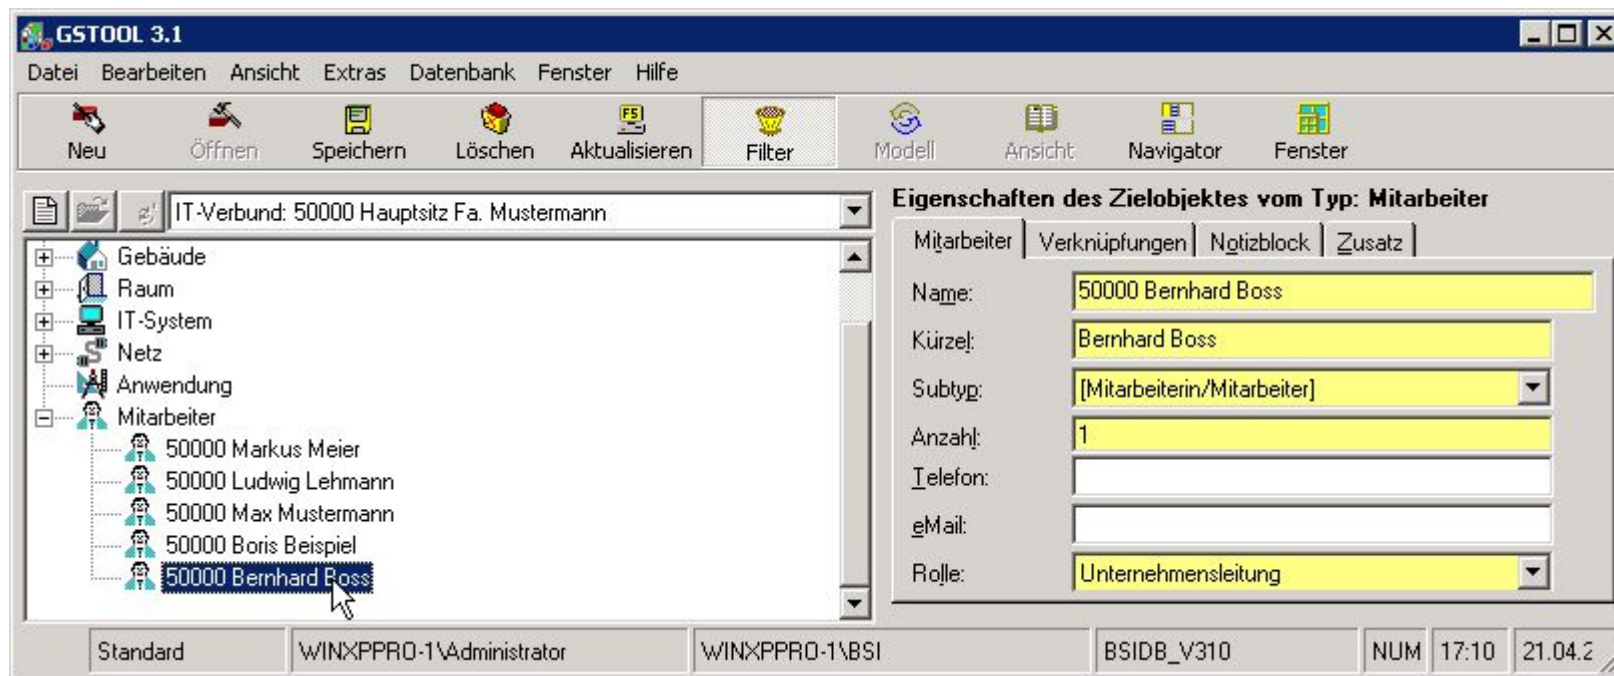 GSTOOL 3.1
Datei Bearbeiten Ansicht Extras Datenbank Fenster Hilfe
Neu Öffnen Speichern Löschen Aktualisieren Filter Modell Ansicht Navigator Fenster
IT-Verbund: 50000 Hauptsitz Fa. Mustermann
Gebäude
Raum
IT-System
Netz
Anwendung
Mitarbeiter
50000 Markus Meier
50000 Ludwig Lehmann
50000 Max Mustermann
50000 Boris Beispiel
50000 Bernhard Boss
Eigenschaften des Zielobjektes vom Typ: Mitarbeiter
Mitarbeiter Verknüpfungen Notizblock Zusatz
Name: 50000 Bernhard Boss
Kürzel: Bernhard Boss
Subtyp: [Mitarbeiterin/Mitarbeiter]
Anzahl: 1
Telefon:
eMail:
Rolle: Unternehmensleitung
Standard WINXPPRO-1\Administrator WINXPPRO-1\BSI BSIDB_V310 NUM 17:10 21.04.2